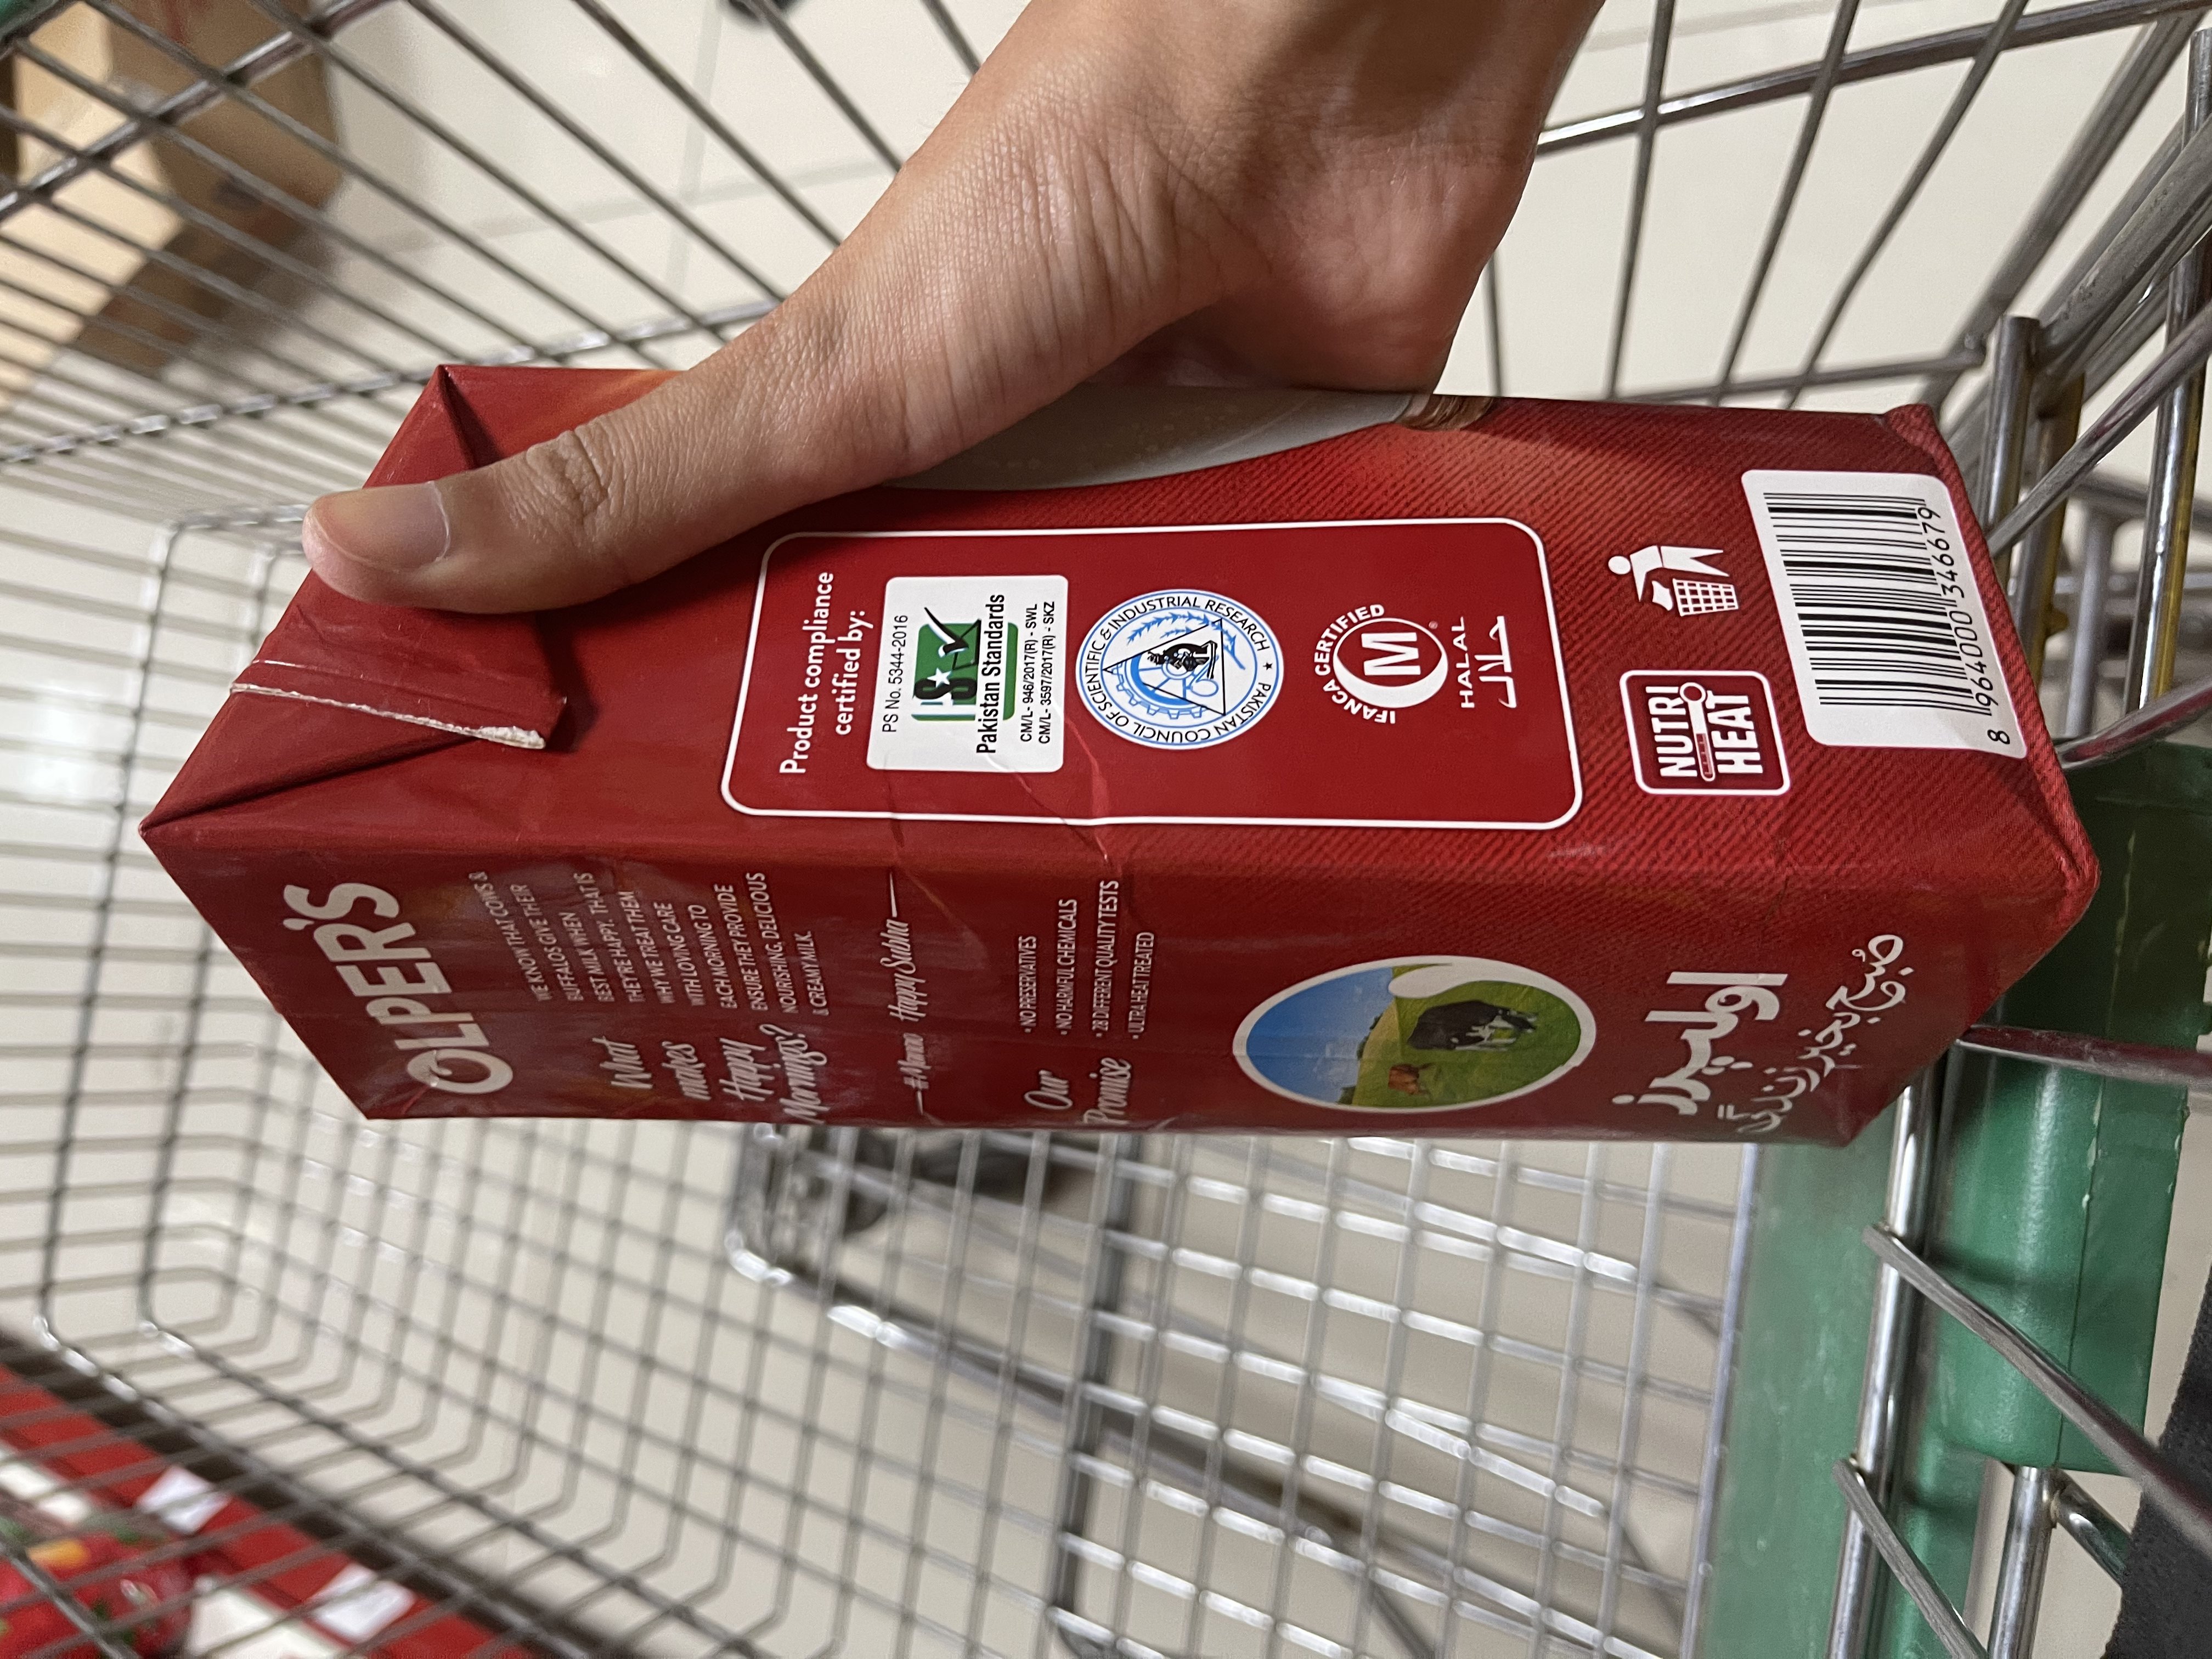 OLPER'S
What
makes
Happy
Mornings?
WE KNOW THAT COWS &
BUFFALOS GIVE THEIR
BEST MILK WHEN
THEY'RE HAPPY. THAT IS
WHY WE TREAT THEM
WITH LOVING CARE
EACH MORNING TO
ENSURE THEY PROVIDE
NOURISHING, DELICIOUS
& CREAMY MILK.
#Manao Happy Subha
Our
Promise
• NO PRESERVATIVES
• NO HARMFUL CHEMICALS
• 28 DIFFERENT QUALITY TESTS
• ULTRA HEAT TREATED
اولپرز
صُبح بخیر زندگی
Product compliance
certified by:
PS No. 5344-2016
PS
Pakistan Standards
CM/L- 946/2017(R) - SWL
CM/L- 3597/2017(R) - SKZ
PAKISTAN COUNCIL OF SCIENTIFIC & INDUSTRIAL RESEARCH
IFANCA CERTIFIED
M
®
HALAL
حلال
NUTRI
HEAT
8 964000 346679